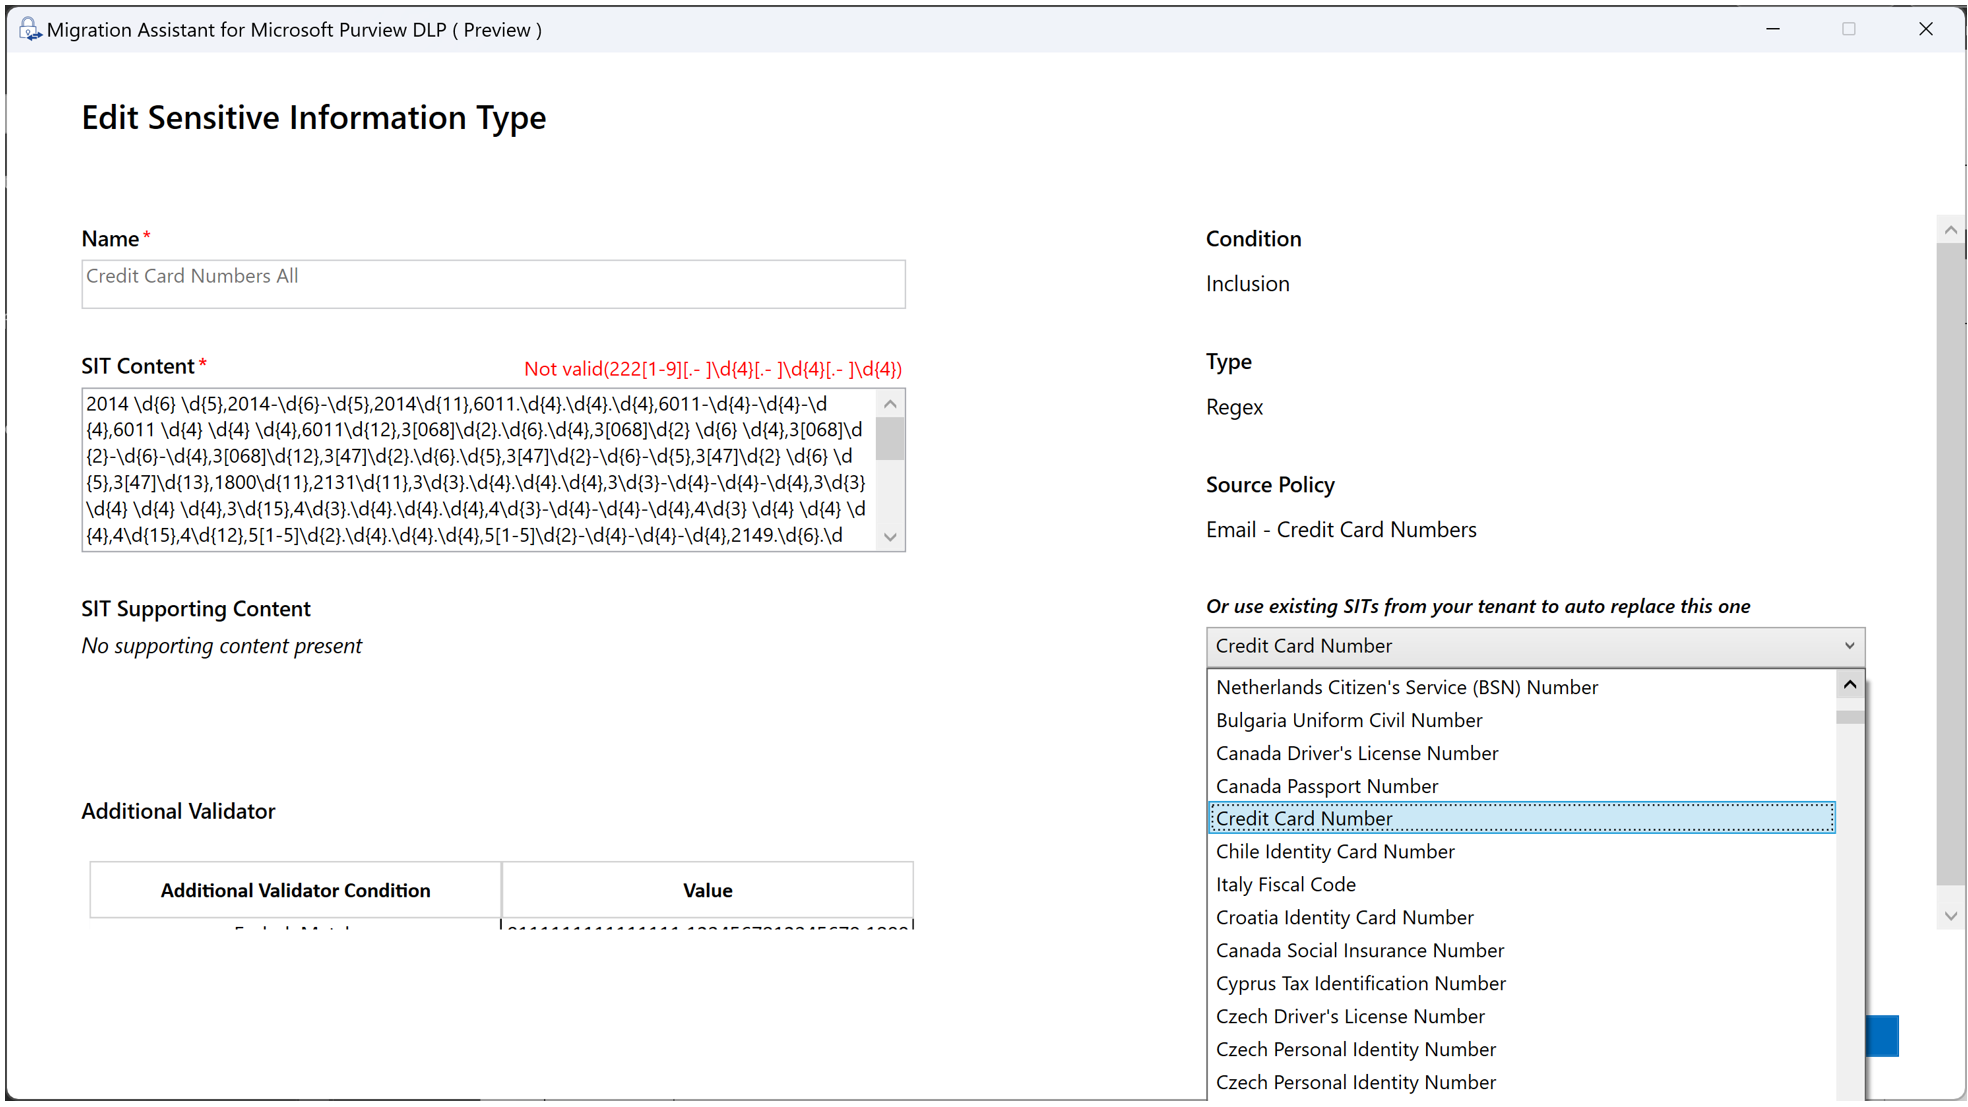 Migration Assistant for Microsoft Purview DLP ( Preview )
Edit Sensitive Information Type
Name *
Credit Card Numbers All
SIT Content *
Not valid(222[1-9][.- ]\d{4}[.- ]\d{4}[.- ]\d{4})
2014 \d{6} \d{5},2014-\d{6}-\d{5},2014\d{11},6011.\d{4}.\d{4}.\d{4},6011-\d{4}-\d{4}-\d
{4},6011 \d{4} \d{4} \d{4},6011\d{12},3[068]\d{2}.\d{6}.\d{4},3[068]\d{2} \d{6} \d{4},3[068]\d
{2}-\d{6}-\d{4},3[068]\d{12},3[47]\d{2}.\d{6}.\d{5},3[47]\d{2}-\d{6}-\d{5},3[47]\d{2} \d{6} \d
{5},3[47]\d{13},1800\d{11},2131\d{11},3\d{3}.\d{4}.\d{4}.\d{4},3\d{3}-\d{4}-\d{4}-\d{4},3\d{3}
\d{4} \d{4} \d{4},3\d{15},4\d{3}.\d{4}.\d{4}.\d{4},4\d{3}-\d{4}-\d{4}-\d{4},4\d{3} \d{4} \d{4} \d
{4},4\d{15},4\d{12},5[1-5]\d{2}.\d{4}.\d{4}.\d{4},5[1-5]\d{2}-\d{4}-\d{4}-\d{4},2149.\d{6}.\d
SIT Supporting Content
No supporting content present
Additional Validator
Additional Validator Condition
Value
Condition
Inclusion
Type
Regex
Source Policy
Email - Credit Card Numbers
Or use existing SITs from your tenant to auto replace this one
Credit Card Number
Netherlands Citizen's Service (BSN) Number
Bulgaria Uniform Civil Number
Canada Driver's License Number
Canada Passport Number
Credit Card Number
Chile Identity Card Number
Italy Fiscal Code
Croatia Identity Card Number
Canada Social Insurance Number
Cyprus Tax Identification Number
Czech Driver's License Number
Czech Personal Identity Number
Czech Personal Identity Number